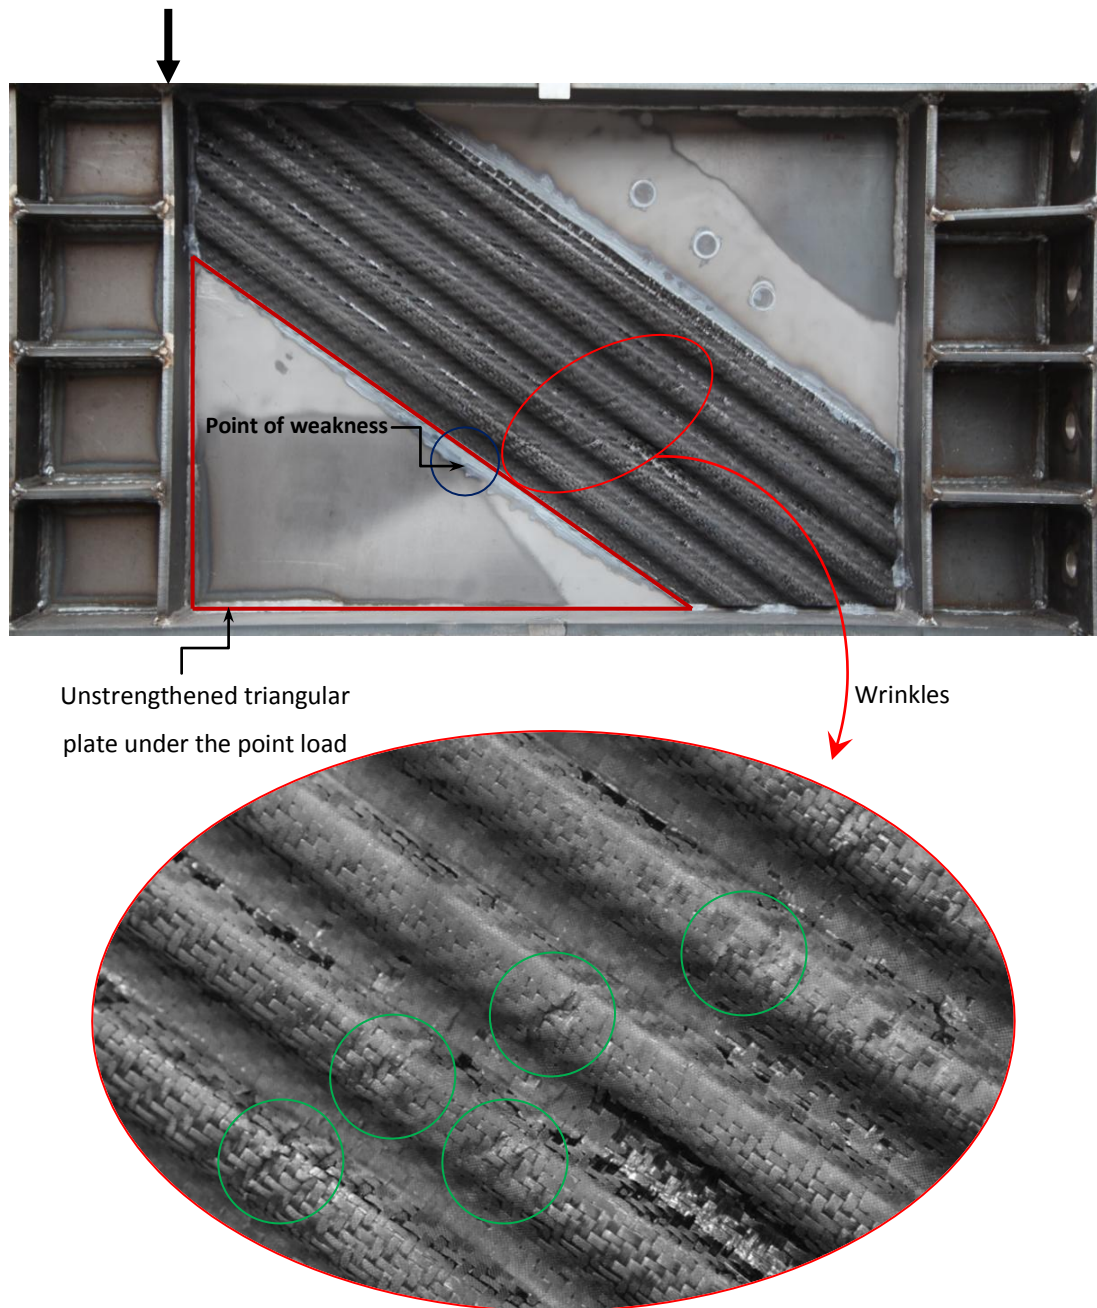 Point of weakness
Unstrengthened triangular
plate under the point load
Wrinkles